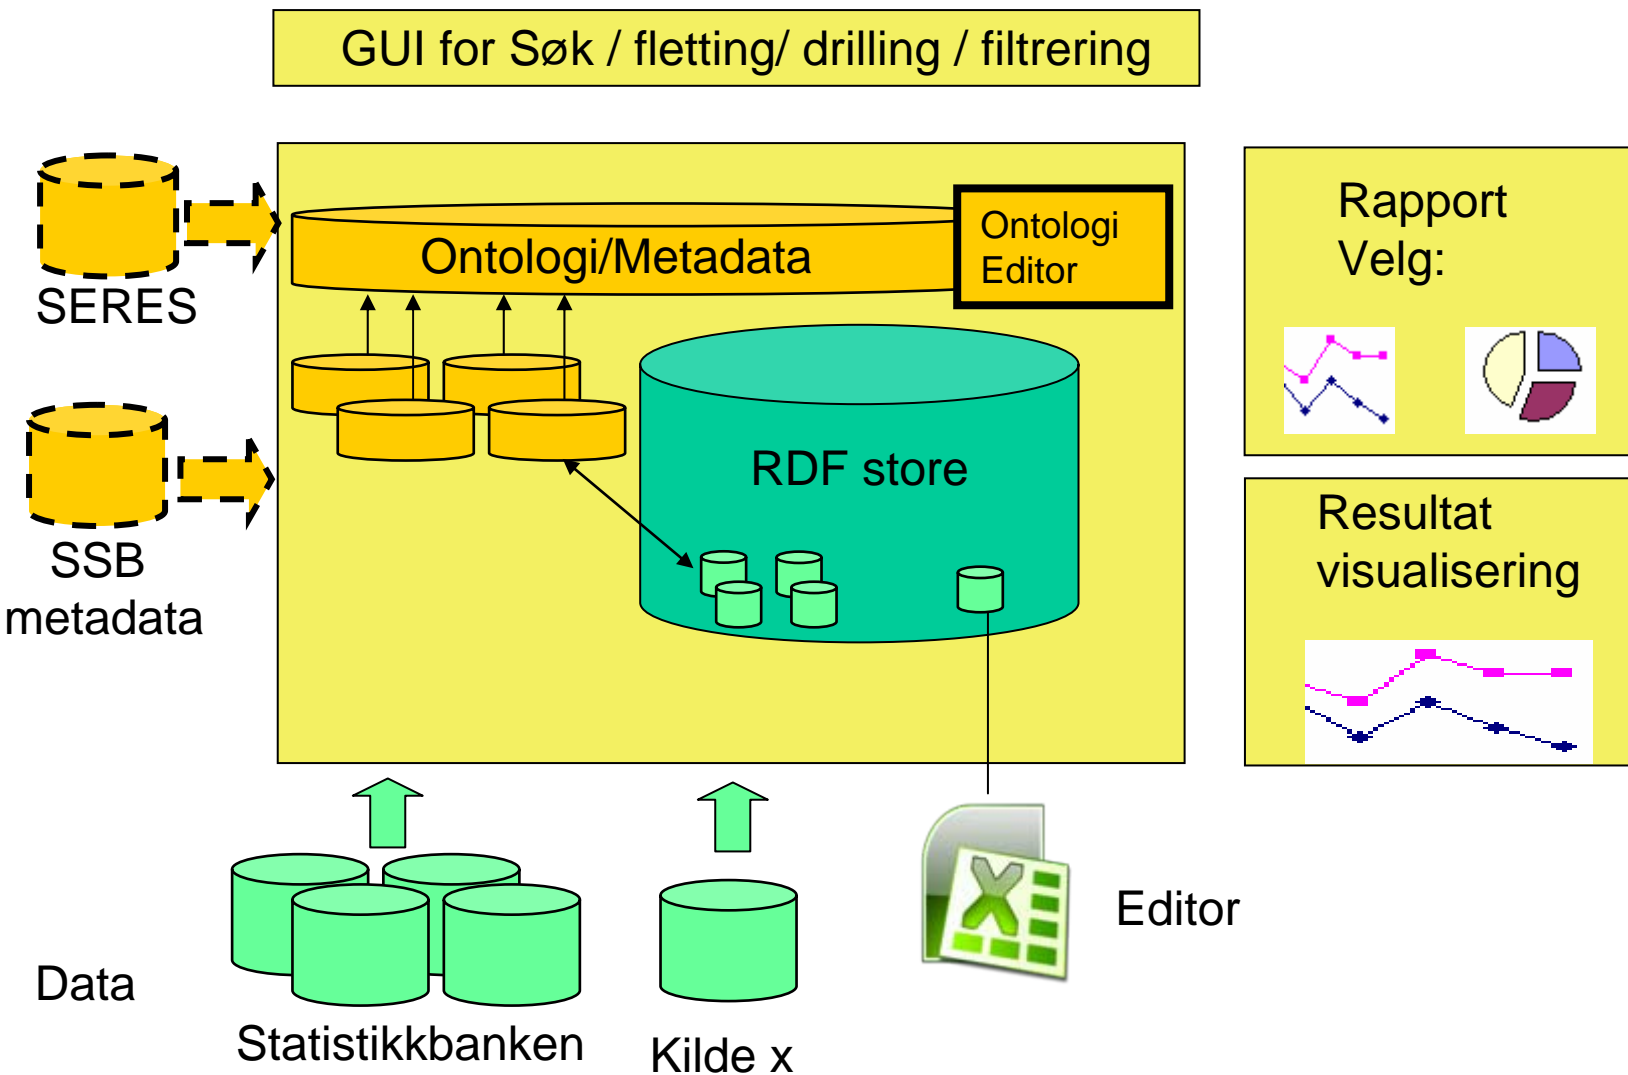 GUI for Søk / fletting/ drilling / filtrering
SERES
Ontologi/Metadata
Ontologi
Editor
Rapport
Velg:
SSB
metadata
RDF store
Resultat
visualisering
Editor
Data
Statistikkbanken
Kilde x